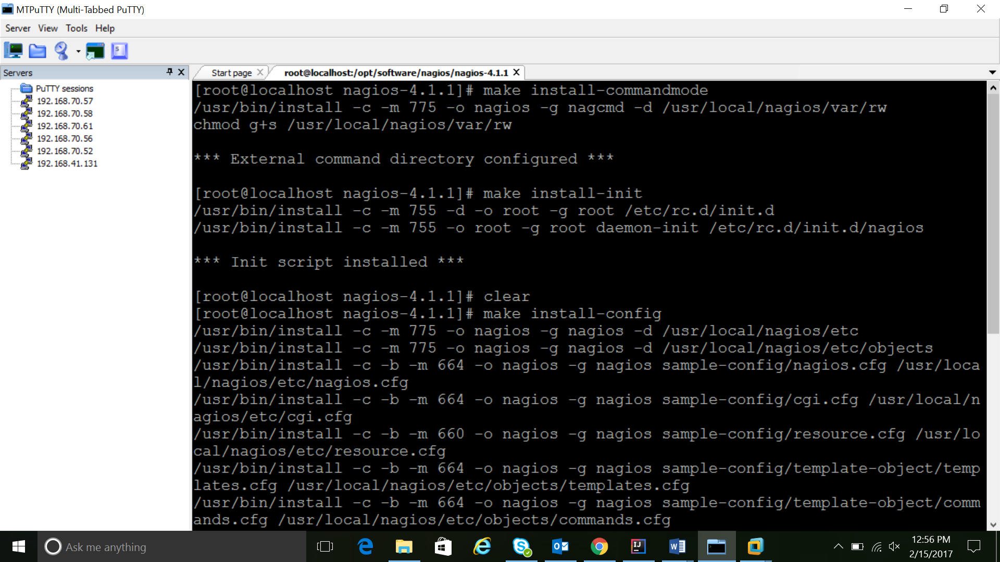 MTPuTTY (Multi-Tabbed PuTTY)
Server View Tools Help
Servers
PuTTY sessions
192.168.70.57
192.168.70.58
192.168.70.61
192.168.70.56
192.168.70.52
192.168.41.131
Start page
root@localhost:/opt/software/nagios/nagios-4.1.1
[root@localhost nagios-4.1.1]# make install-commandmode
/usr/bin/install -c -m 775 -o nagios -g nagcmd -d /usr/local/nagios/var/rw
chmod g+s /usr/local/nagios/var/rw
*** External command directory configured ***
[root@localhost nagios-4.1.1]# make install-init
/usr/bin/install -c -m 755 -d -o root -g root /etc/rc.d/init.d
/usr/bin/install -c -m 755 -o root -g root daemon-init /etc/rc.d/init.d/nagios
*** Init script installed ***
[root@localhost nagios-4.1.1]# clear
[root@localhost nagios-4.1.1]# make install-config
/usr/bin/install -c -m 775 -o nagios -g nagios -d /usr/local/nagios/etc
/usr/bin/install -c -m 775 -o nagios -g nagios -d /usr/local/nagios/etc/objects
/usr/bin/install -c -b -m 664 -o nagios -g nagios sample-config/nagios.cfg /usr/loca
l/nagios/etc/nagios.cfg
/usr/bin/install -c -b -m 664 -o nagios -g nagios sample-config/cgi.cfg /usr/local/n
agios/etc/cgi.cfg
/usr/bin/install -c -b -m 660 -o nagios -g nagios sample-config/resource.cfg /usr/lo
cal/nagios/etc/resource.cfg
/usr/bin/install -c -b -m 664 -o nagios -g nagios sample-config/template-object/temp
lates.cfg /usr/local/nagios/etc/objects/templates.cfg
/usr/bin/install -c -b -m 664 -o nagios -g nagios sample-config/template-object/comm
ands.cfg /usr/local/nagios/etc/objects/commands.cfg
Ask me anything
12:56 PM
2/15/2017